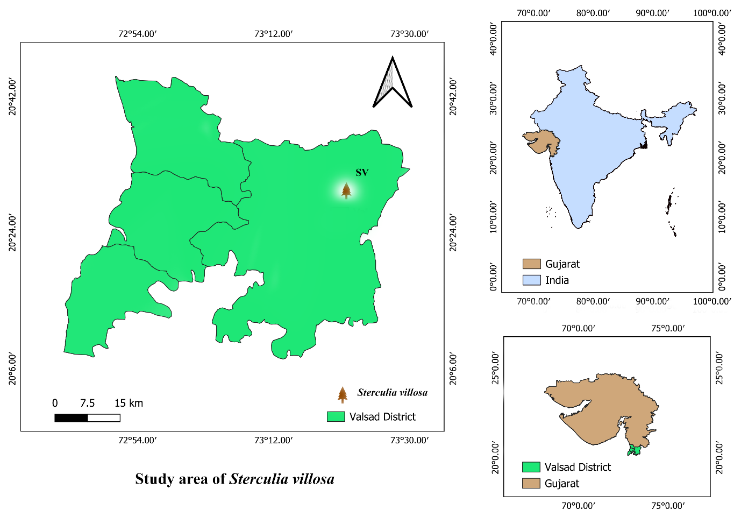 72°54.00′ 73°12.00′ 73°30.00′
20°42.00′ 20°42.00′
20°24.00′ 20°24.00′
20°6.00′ 20°6.00′
SV
Sterculia villosa
Valsad District
0 7.5 15 km
72°54.00′ 73°12.00′ 73°30.00′
Study area of Sterculia villosa
70°0.00′ 80°0.00′ 90°0.00′ 100°0.00′
40°0.00′ 40°0.00′
30°0.00′ 30°0.00′
20°0.00′ 20°0.00′
10°0.00′ 10°0.00′
0°0.00′ 0°0.00′
Gujarat
India
70°0.00′ 80°0.00′ 90°0.00′ 100°0.00′
70°0.00′ 75°0.00′
25°0.00′ 25°0.00′
20°0.00′ 20°0.00′
Valsad District
Gujarat
70°0.00′ 75°0.00′